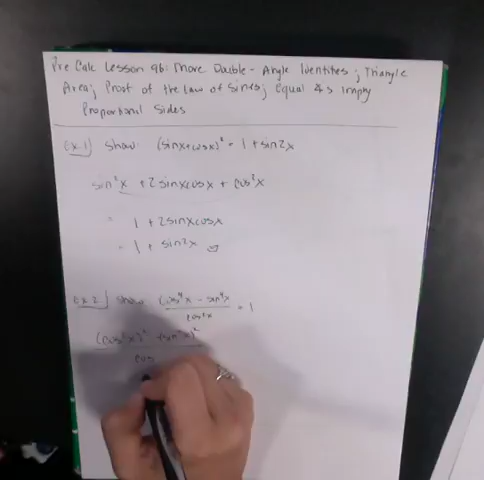 Pre Calc Lesson 96: More Double-Angle Identities; Triangle
Area; Proof of the Law of Sines; Equal ∠s Imply
Proportional Sides
Ex.1) Show: (sinx+cosx)² = 1 + sin2x
sin²x + 2sinxcosx + cos²x
= 1 + 2sinxcosx
= 1 + sin2x
Ex.2) Show cos⁴x - sin⁴x
= 1
(cos²x)²
cos